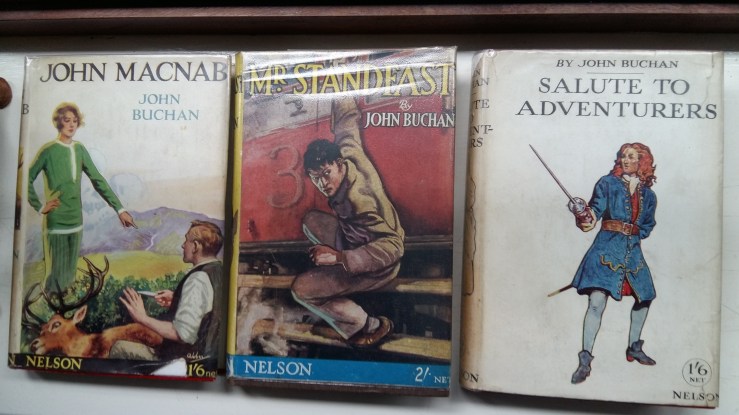 JOHN MACNAB
JOHN
BUCHAN
NELSON
1'6 net
MR. STANDFAST
By
JOHN BUCHAN
3
NELSON
2/- NET
BY JOHN BUCHAN
SALUTE TO
ADVENTURERS
1'6
NET
NELSON